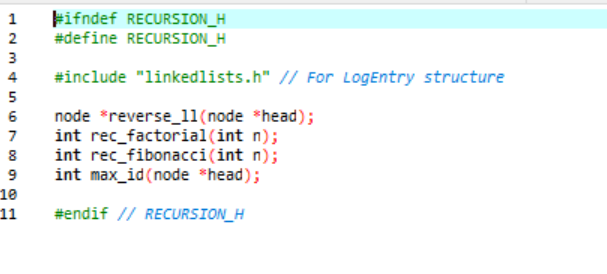 1 #ifndef RECURSION_H
2 #define RECURSION_H
3
4 #include "linkedlists.h" // For LogEntry structure
5
6 node *reverse_ll(node *head);
7 int rec_factorial(int n);
8 int rec_fibonacci(int n);
9 int max_id(node *head);
10
11 #endif // RECURSION_H